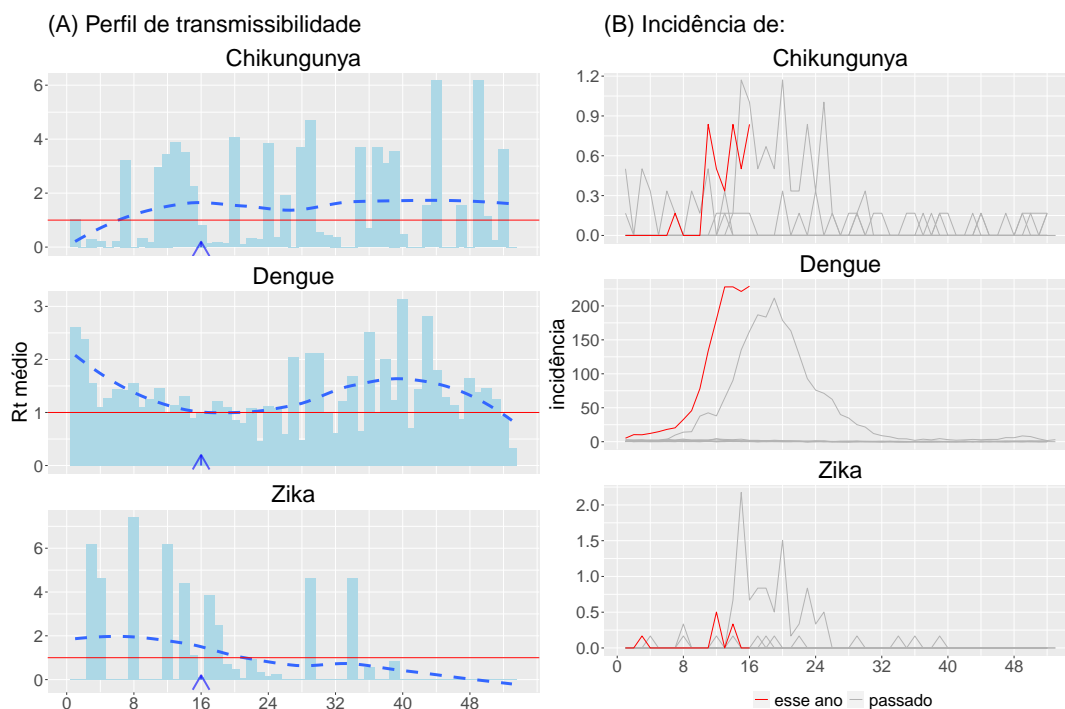 (A) Perfil de transmissibilidade
Chikungunya
6
4
2
0
Dengue
Rt médio
3
2
1
0
Zika
6
4
2
0
0 8 16 24 32 40 48
(B) Incidência de:
Chikungunya
1.2
0.9
0.6
0.3
0.0
Dengue
incidência
200
150
100
50
0
Zika
2.0
1.5
1.0
0.5
0.0
0 8 16 24 32 40 48
esse ano passado